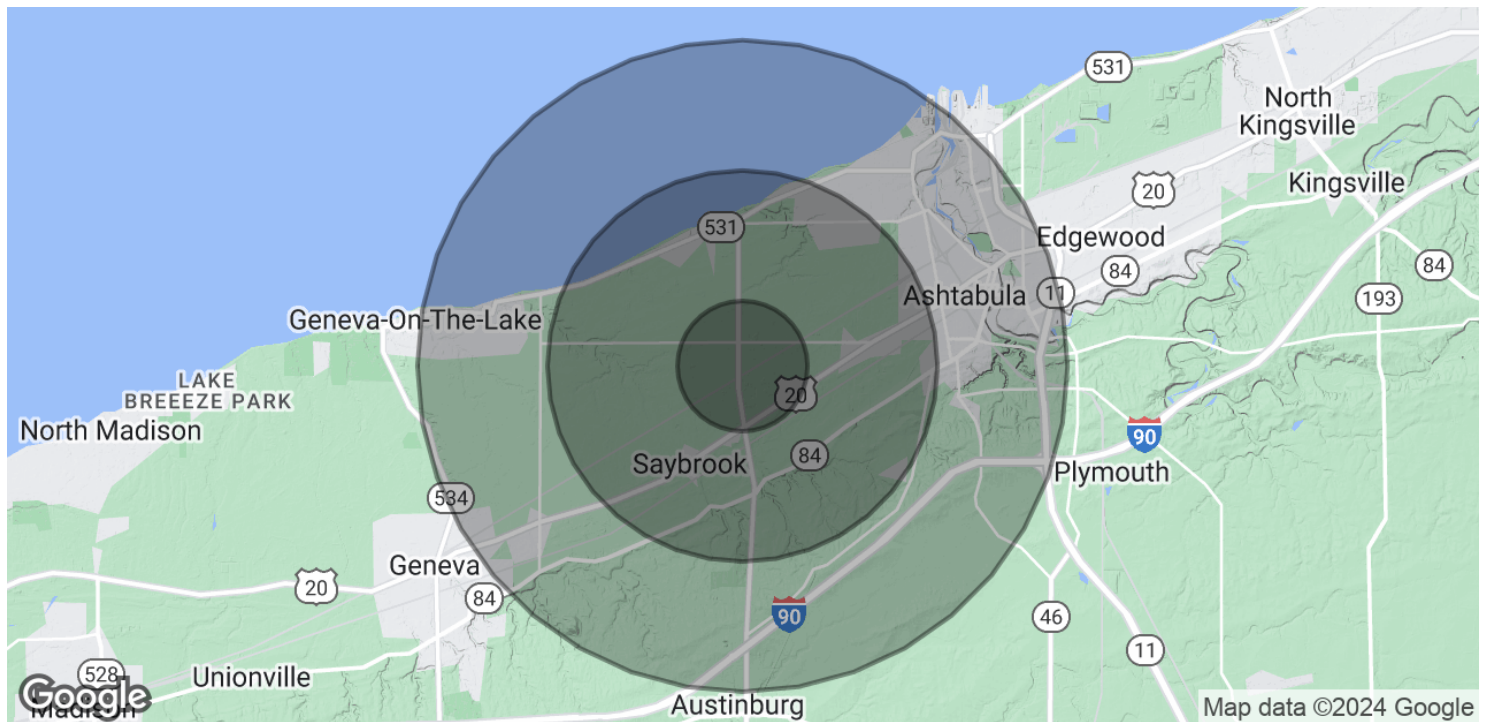 531
North
Kingsville
20
Kingsville
531
Edgewood
84
84
11
193
Ashtabula
Geneva-On-The-Lake
LAKE
BREEEZE PARK
20
North Madison
90
84
Saybrook
Plymouth
534
Geneva
20
84
90
46
11
528
Unionville
Austinburg
Madison
Google
Map data ©2024 Google